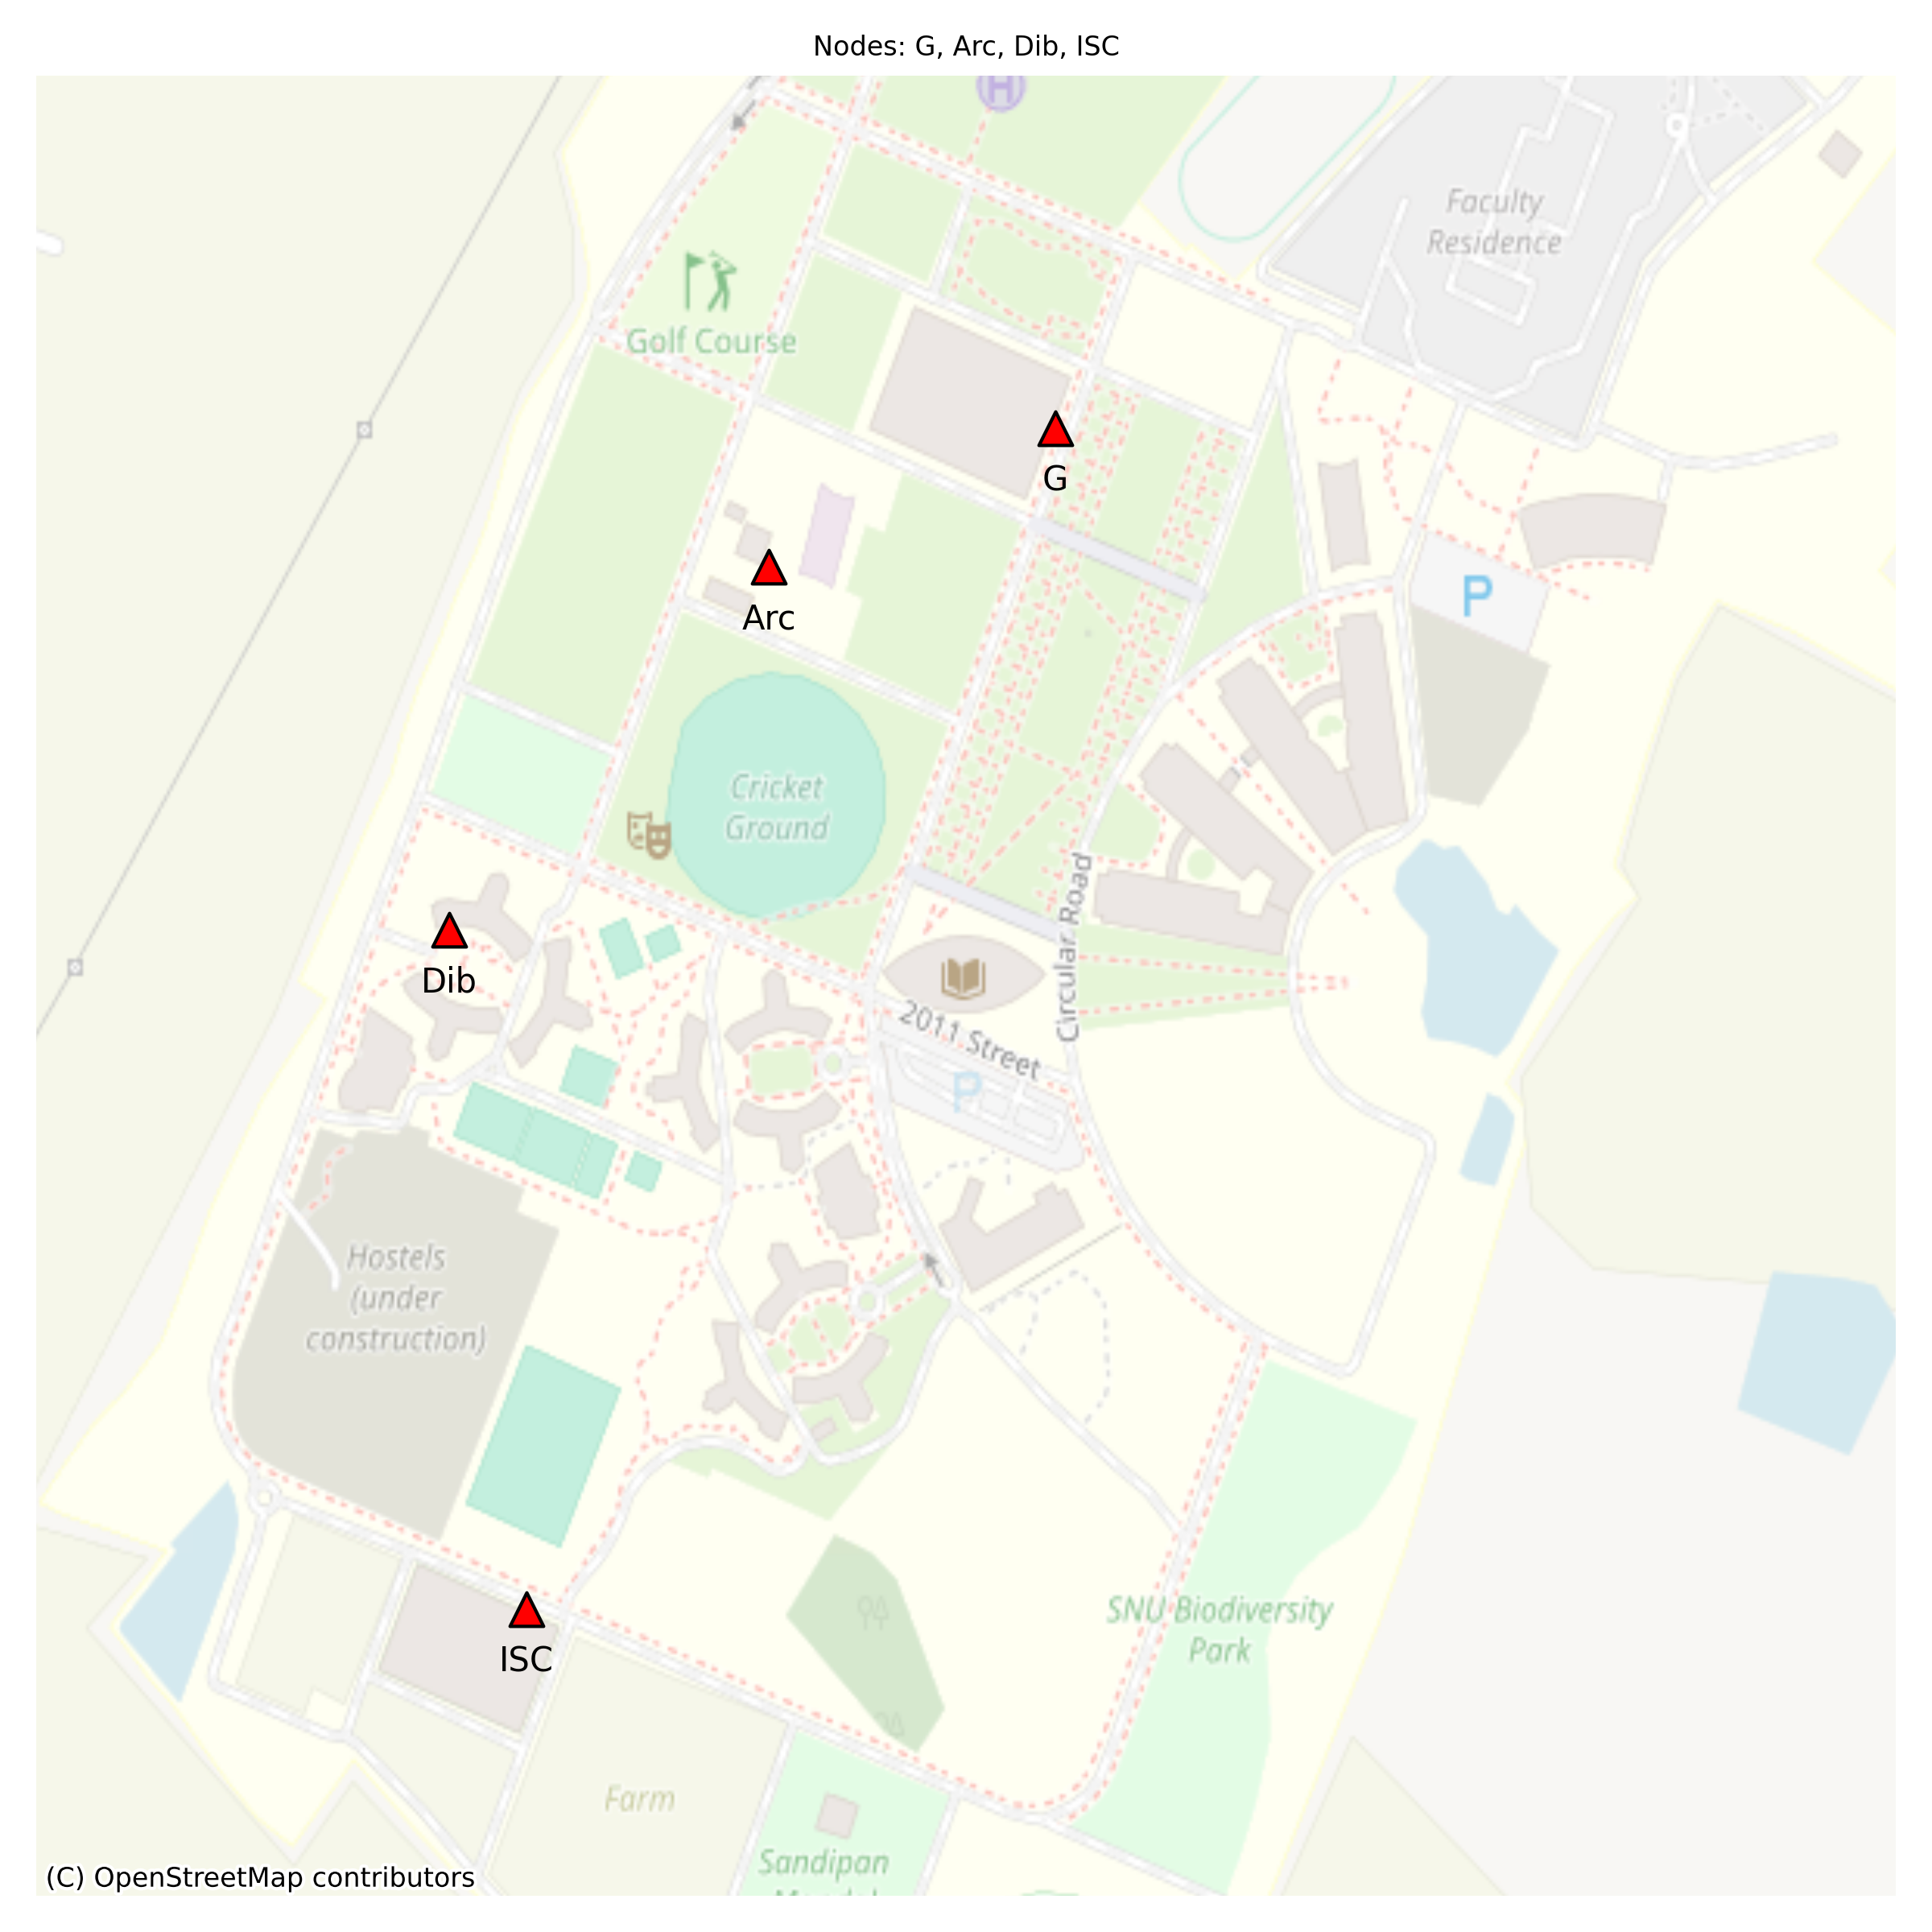 Nodes: G, Arc, Dib, ISC
H
Faculty
Residence
Golf Course
G
Arc
P
Cricket
Ground
Circular Road
Dib
2011 Street
P
Hostels
(under
construction)
SNU Biodiversity
Park
ISC
Farm
Sandipan
(C) OpenStreetMap contributors